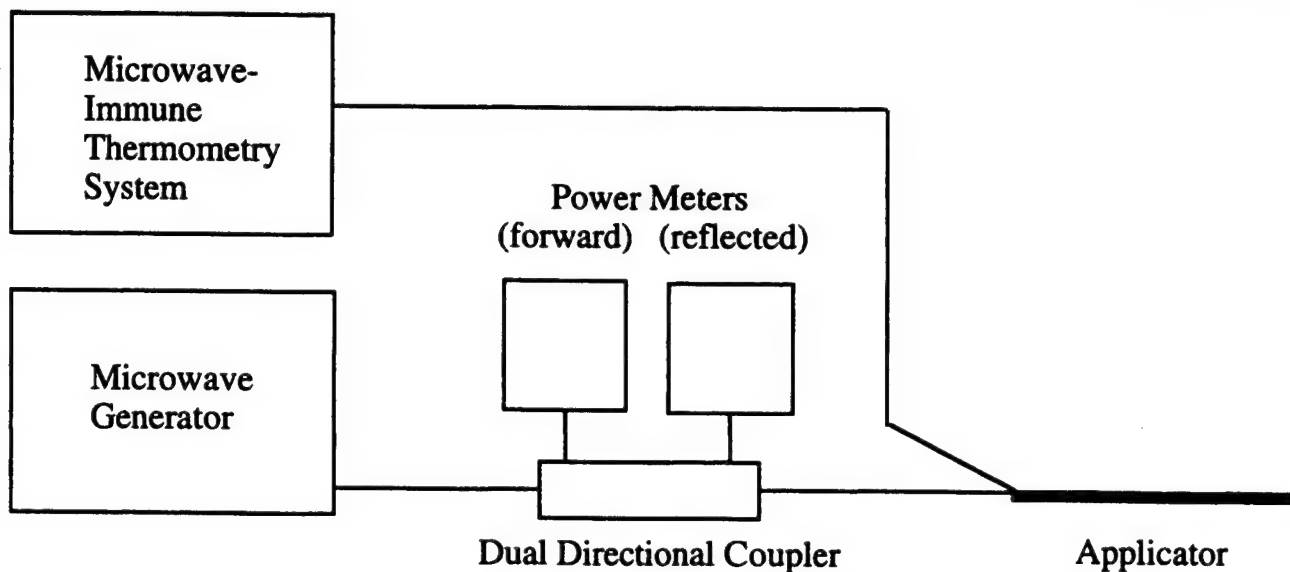 Microwave-
Immune
Thermometry
System
Power Meters
(forward) (reflected)
Microwave
Generator
Dual Directional Coupler
Applicator